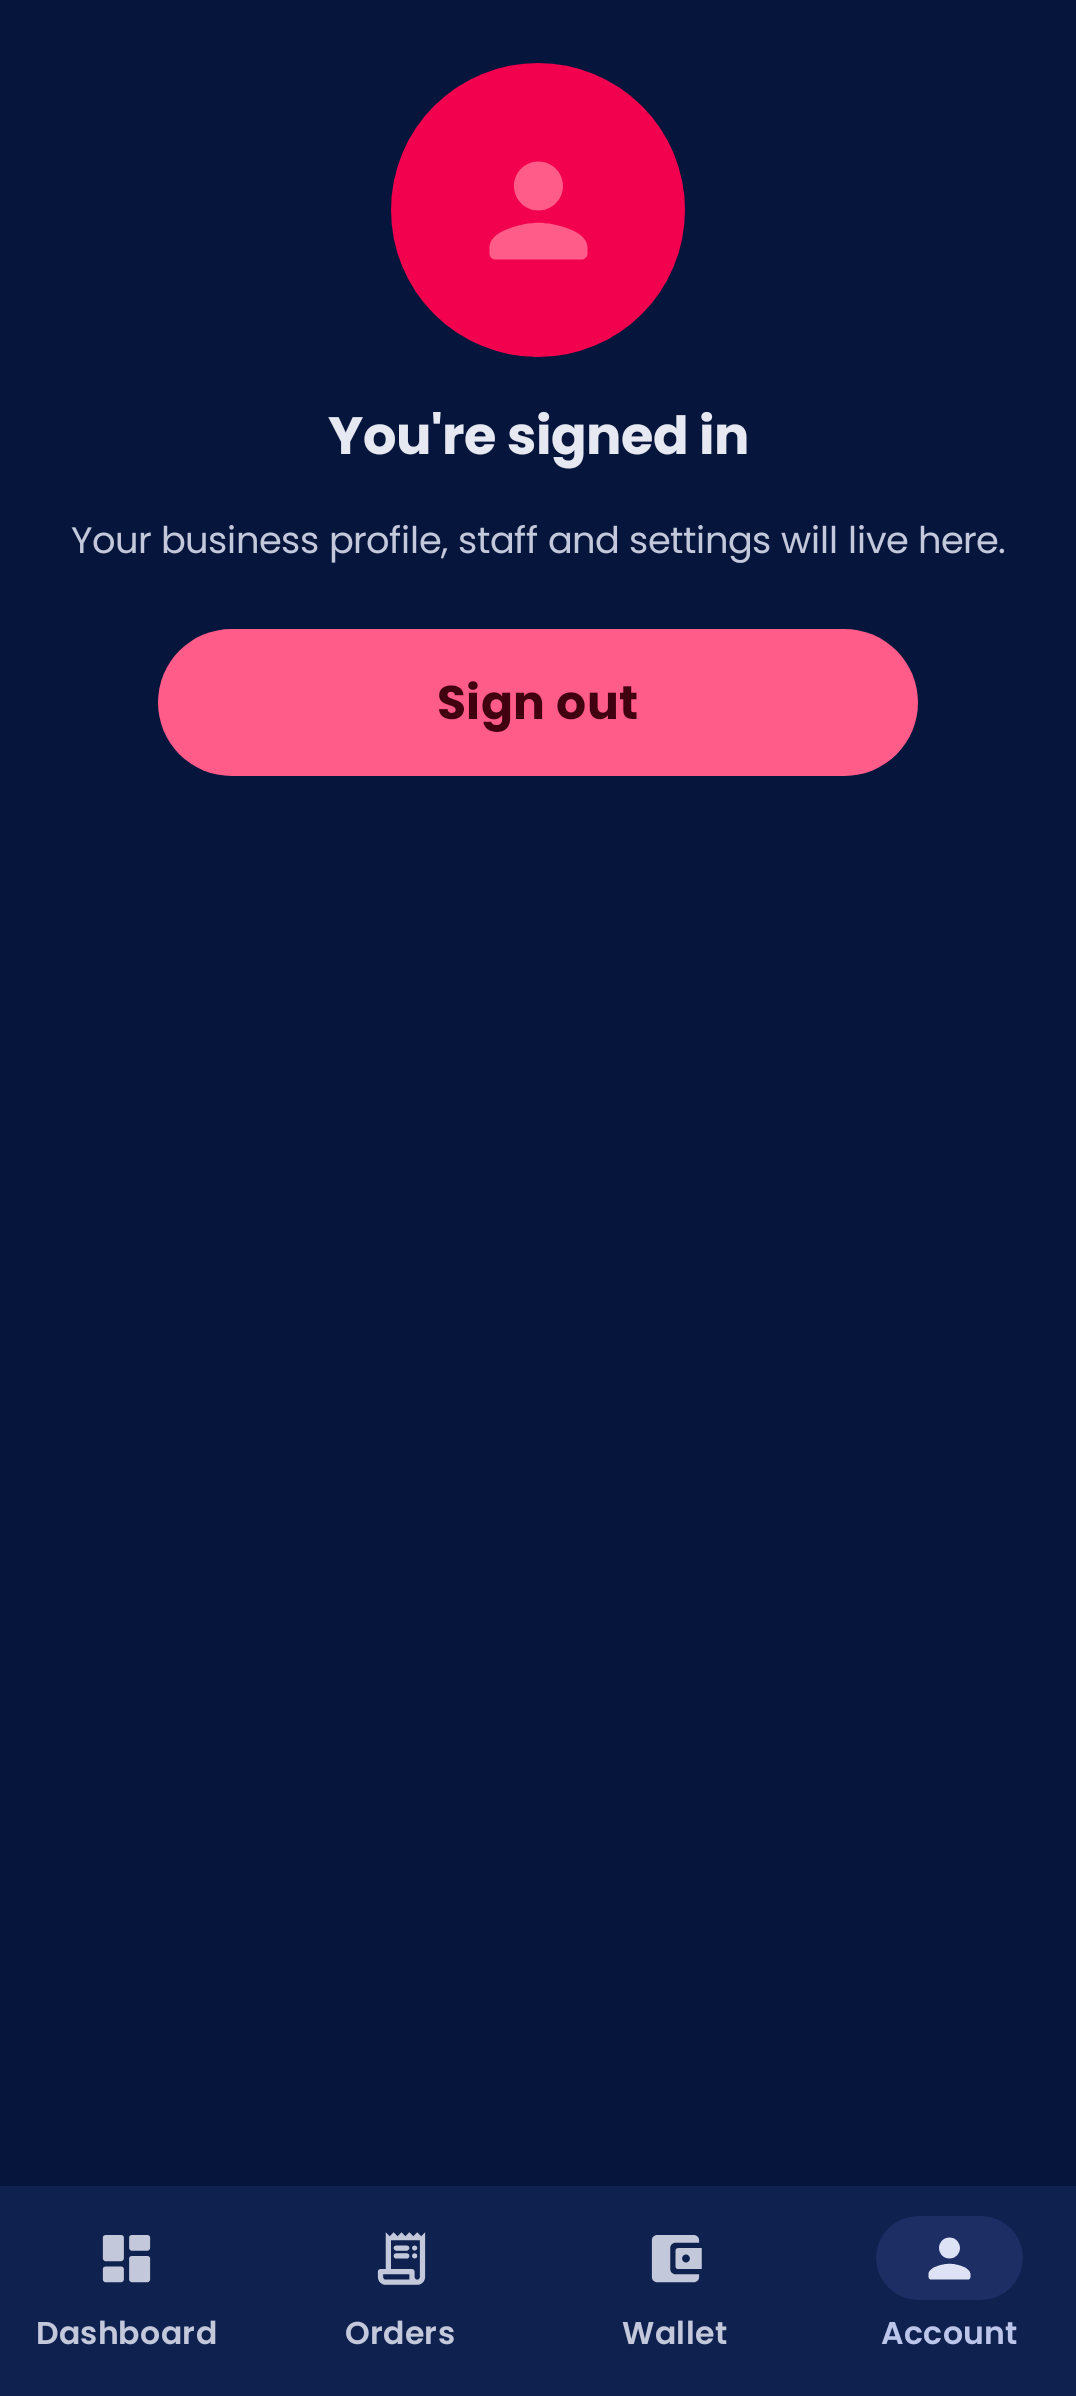 You're signed in
Your business profile, staff and settings will live here.
Sign out
Dashboard
Orders
Wallet
Account